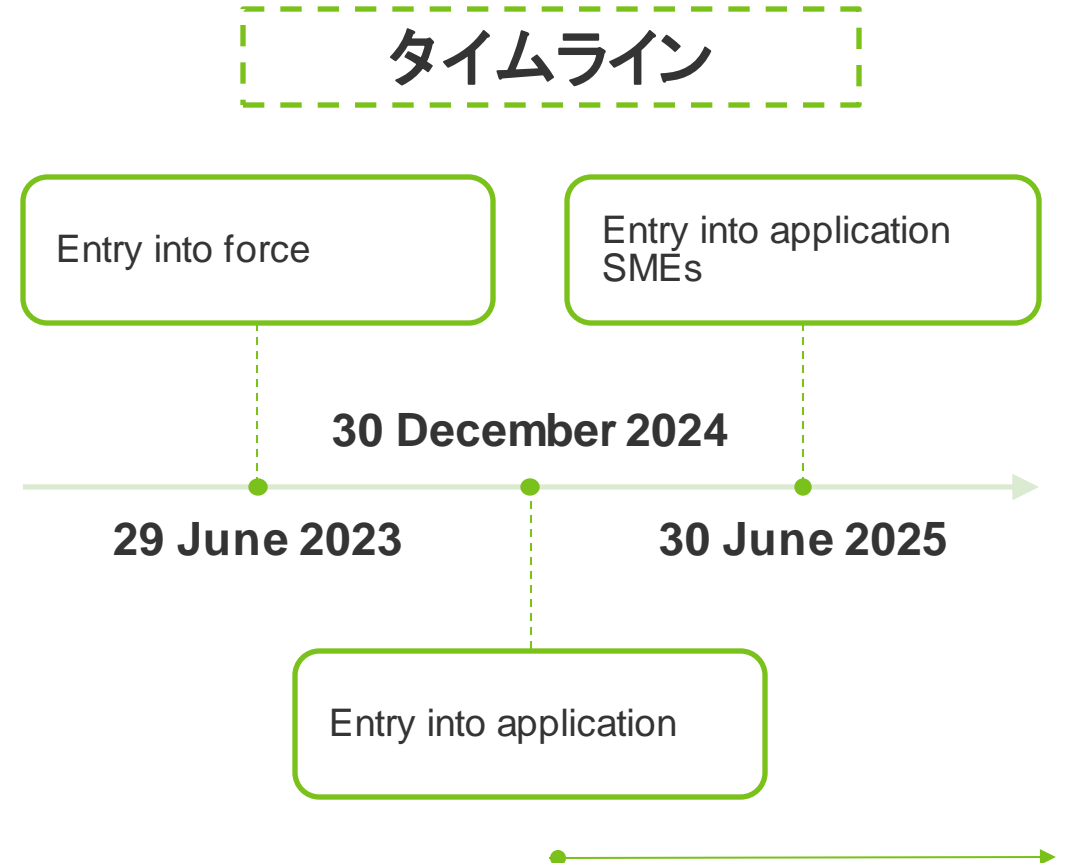 タイムライン
Entry into force
Entry into application
SMEs
30 December 2024
29 June 2023
30 June 2025
Entry into application